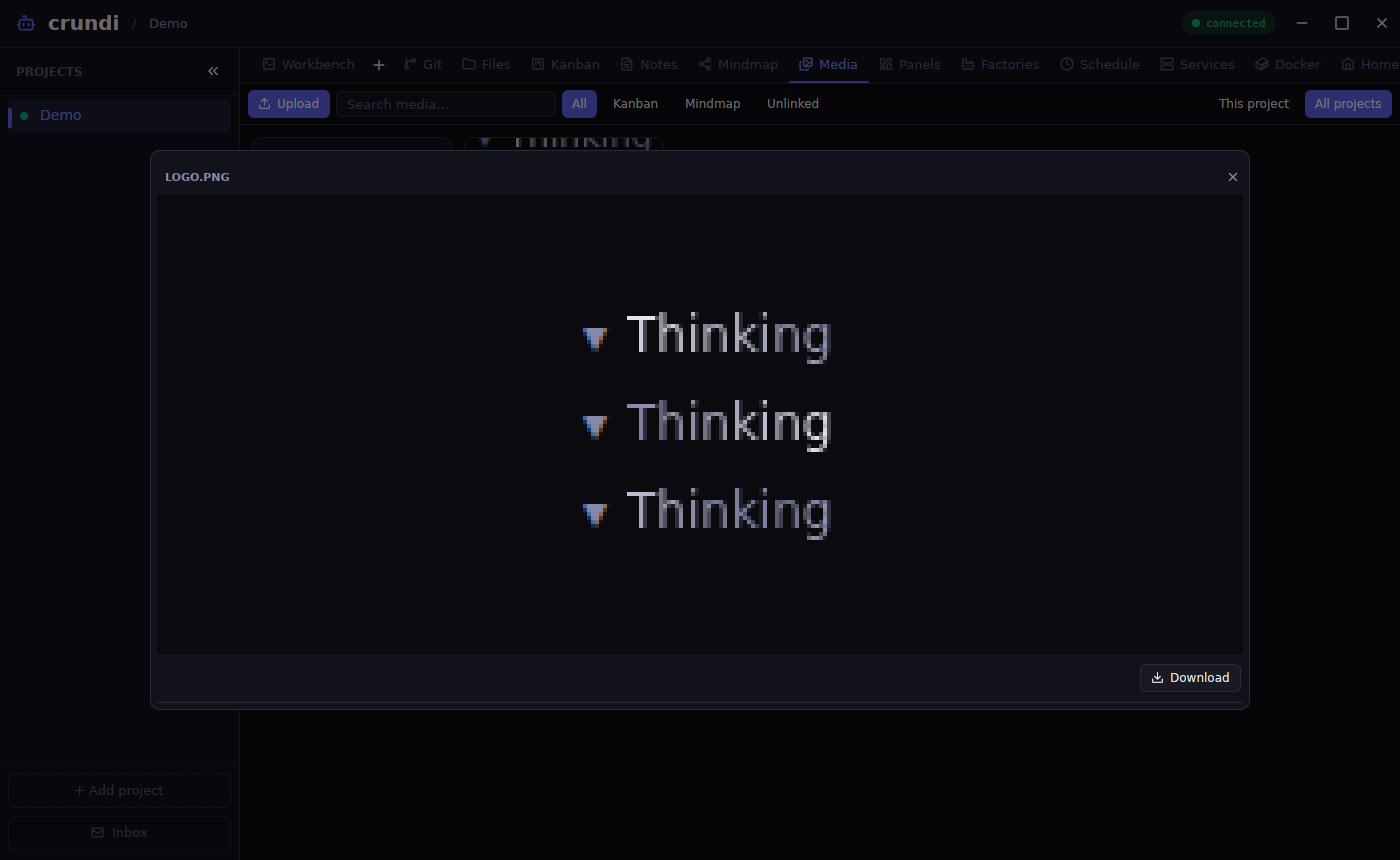 crundi / Demo
connected
PROJECTS
Workbench
Git
Files
Kanban
Notes
Mindmap
Media
Panels
Factories
Schedule
Services
Docker
Home
Demo
Upload
Search media...
All
Kanban
Mindmap
Unlinked
This project
All projects
Thinking
LOGO.PNG
Thinking
Thinking
Thinking
Download
+ Add project
Inbox